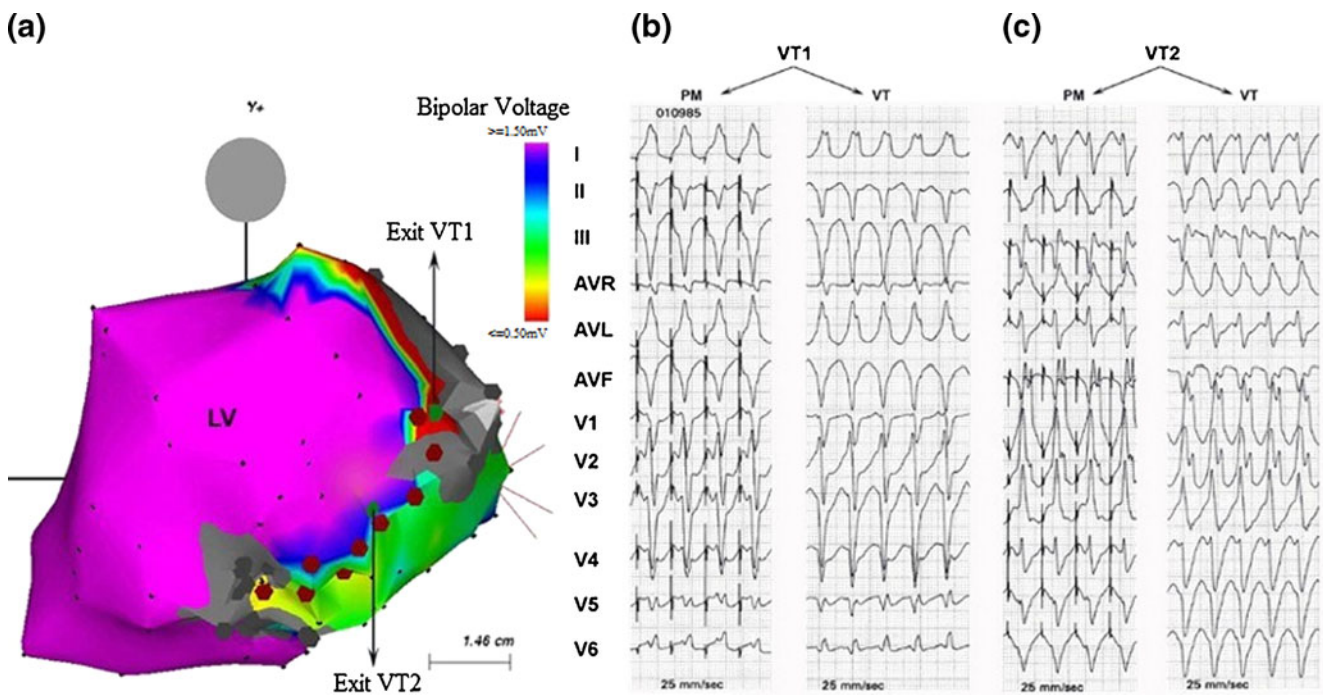 (a)
Y+
Bipolar Voltage
>=1.50mV
<=0.50mV
Exit VT1
LV
1.46 cm
Exit VT2
(b)
VT1
PM
VT
010985
I
II
III
AVR
AVL
AVF
V1
V2
V3
V4
V5
V6
25 mm/sec
25 mm/sec
(c)
VT2
PM
VT
25 mm/sec
25 mm/sec